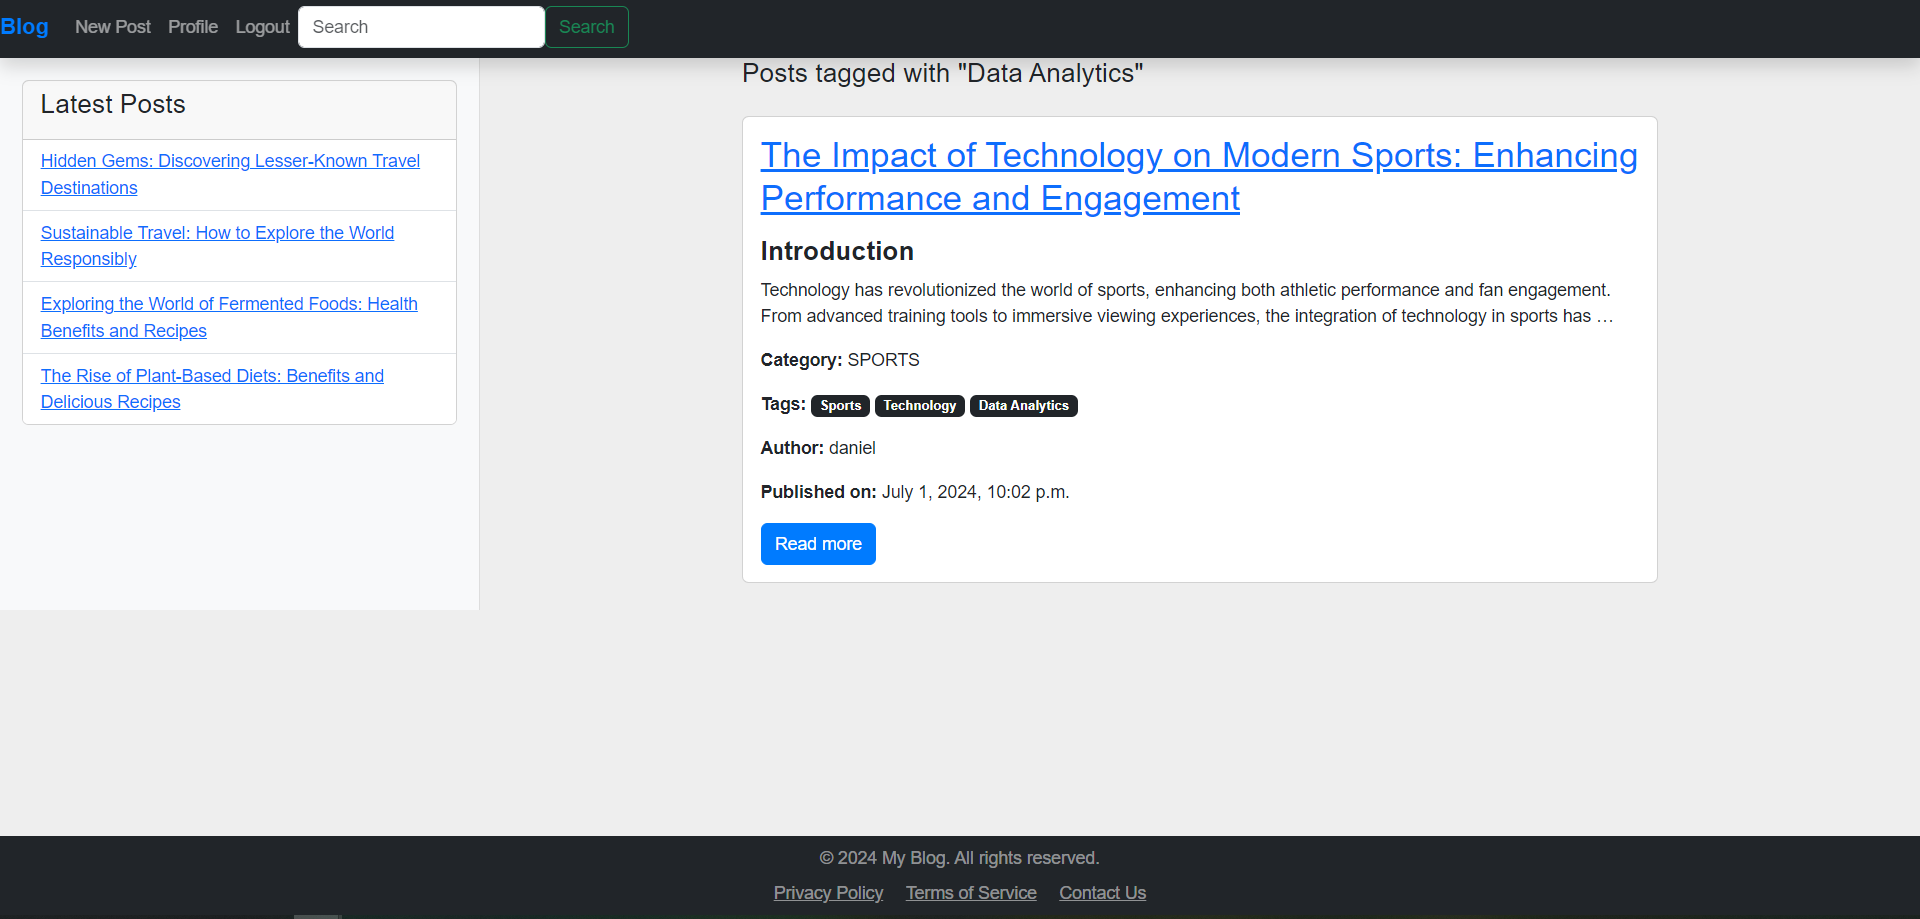 Blog New Post Profile Logout Search Search
Latest Posts
Hidden Gems: Discovering Lesser-Known Travel
Destinations
Sustainable Travel: How to Explore the World
Responsibly
Exploring the World of Fermented Foods: Health
Benefits and Recipes
The Rise of Plant-Based Diets: Benefits and
Delicious Recipes
Posts tagged with "Data Analytics"
The Impact of Technology on Modern Sports: Enhancing
Performance and Engagement
Introduction
Technology has revolutionized the world of sports, enhancing both athletic performance and fan engagement.
From advanced training tools to immersive viewing experiences, the integration of technology in sports has …
Category: SPORTS
Tags: Sports Technology Data Analytics
Author: daniel
Published on: July 1, 2024, 10:02 p.m.
Read more
© 2024 My Blog. All rights reserved.
Privacy Policy Terms of Service Contact Us